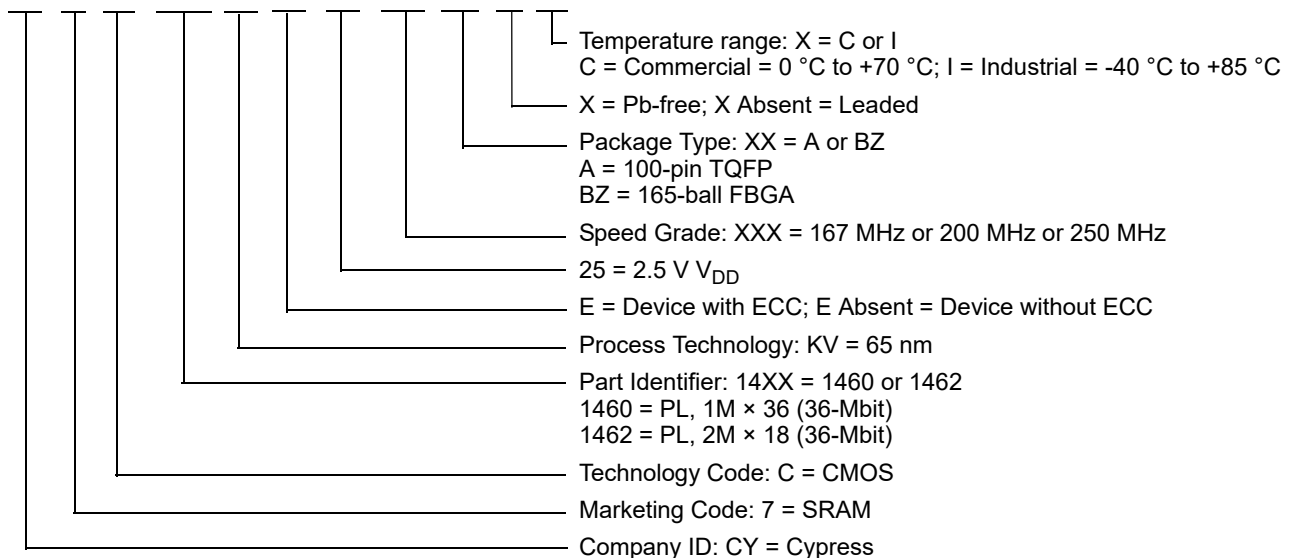 Temperature range: X = C or I
C = Commercial = 0 °C to +70 °C; I = Industrial = -40 °C to +85 °C
X = Pb-free; X Absent = Leaded
Package Type: XX = A or BZ
A = 100-pin TQFP
BZ = 165-ball FBGA
Speed Grade: XXX = 167 MHz or 200 MHz or 250 MHz
25 = 2.5 V VDD
E = Device with ECC; E Absent = Device without ECC
Process Technology: KV = 65 nm
Part Identifier: 14XX = 1460 or 1462
1460 = PL, 1M × 36 (36-Mbit)
1462 = PL, 2M × 18 (36-Mbit)
Technology Code: C = CMOS
Marketing Code: 7 = SRAM
Company ID: CY = Cypress